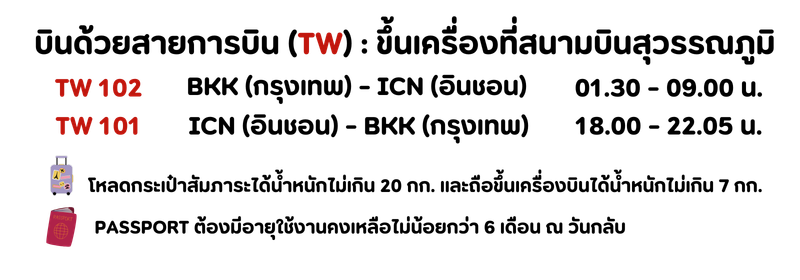 บินด้วยสายการบิน (TW) : ขึ้นเครื่องที่สนามบินสุวรรณภูมิ
TW 102 BKK (กรุงเทพ) - ICN (อินชอน) 01.30 - 09.00 น.
TW 101 ICN (อินชอน) - BKK (กรุงเทพ) 18.00 - 22.05 น.
โหลดกระเป๋าสัมภาระได้น้ำหนักไม่เกิน 20 กก. และถือขึ้นเครื่องบินได้น้ำหนักไม่เกิน 7 กก.
PASSPORT ต้องมีอายุใช้งานคงเหลือไม่น้อยกว่า 6 เดือน ณ วันกลับ